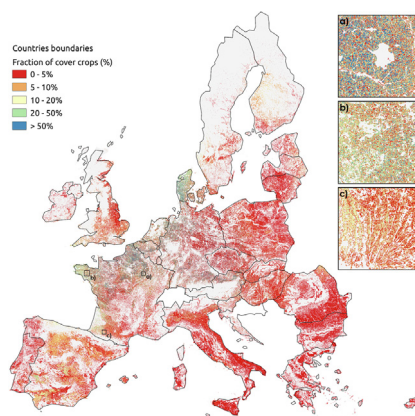 Countries boundaries
Fraction of cover crops (%)
0 - 5%
5 - 10%
10 - 20%
20 - 50%
> 50%
a)
b)
c)